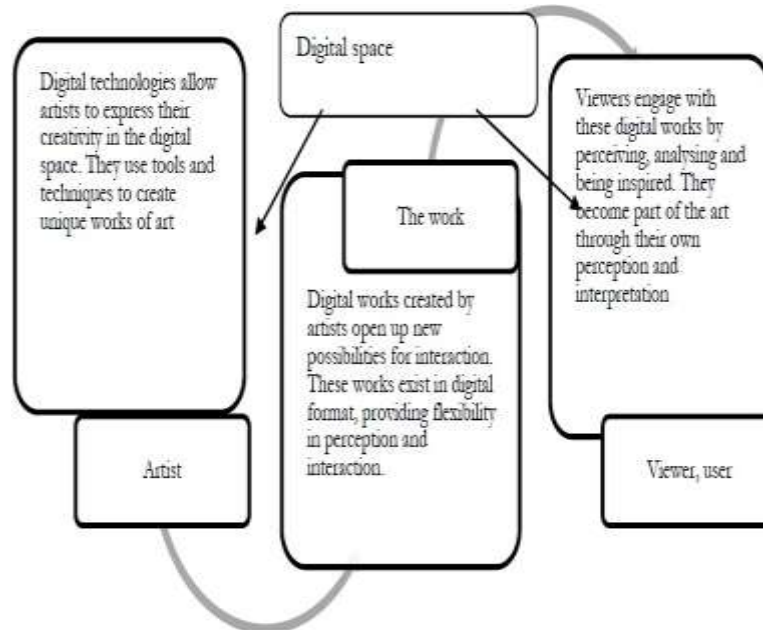 Digital space
Digital technologies allow
artists to express their
creativity in the digital
space. They use tools and
techniques to create
unique works of art
Artist
The work
Digital works created by
artists open up new
possibilities for interaction.
These works exist in digital
format, providing flexibility
in perception and
interaction.
Viewers engage with
these digital works by
perceiving, analysing and
being inspired. They
become part of the art
through their own
perception and
interpretation
Viewer, user